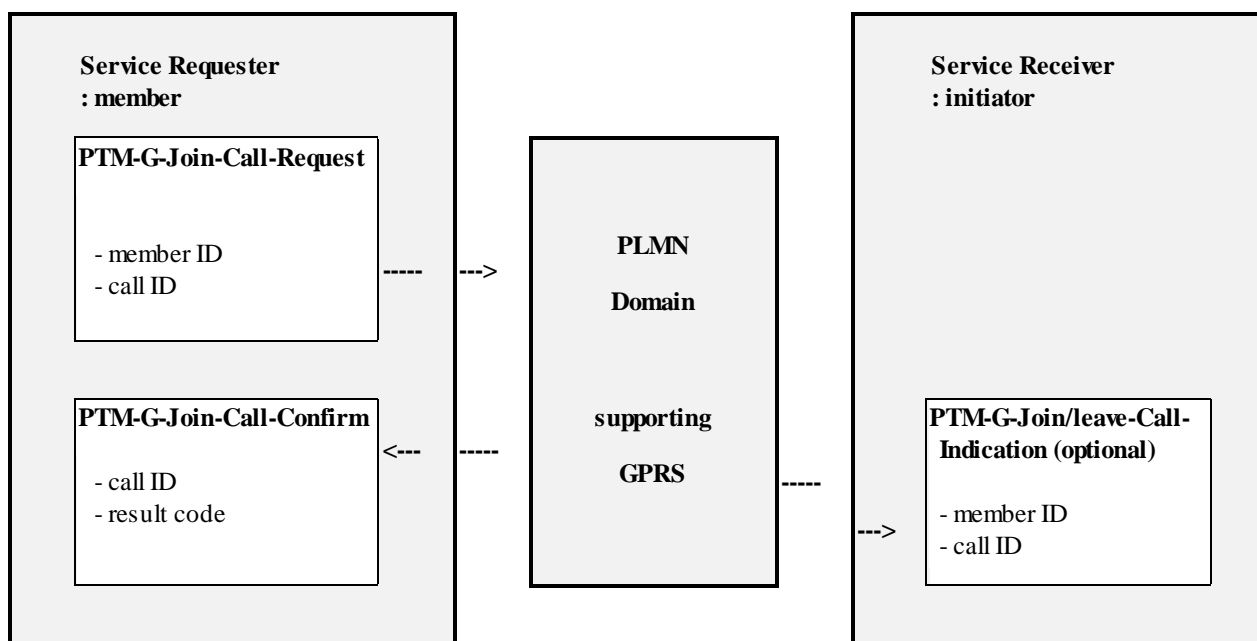 Service Requester
: member
PTM-G-Join-Call-Request
- member ID
- call ID
----- --->
PTM-G-Join-Call-Confirm
<--- -----
- call ID
- result code
PLMN
Domain
supporting
GPRS
Service Receiver
: initiator
PTM-G-Join/leave-Call-
Indication (optional)
-----
- member ID
--->
- call ID